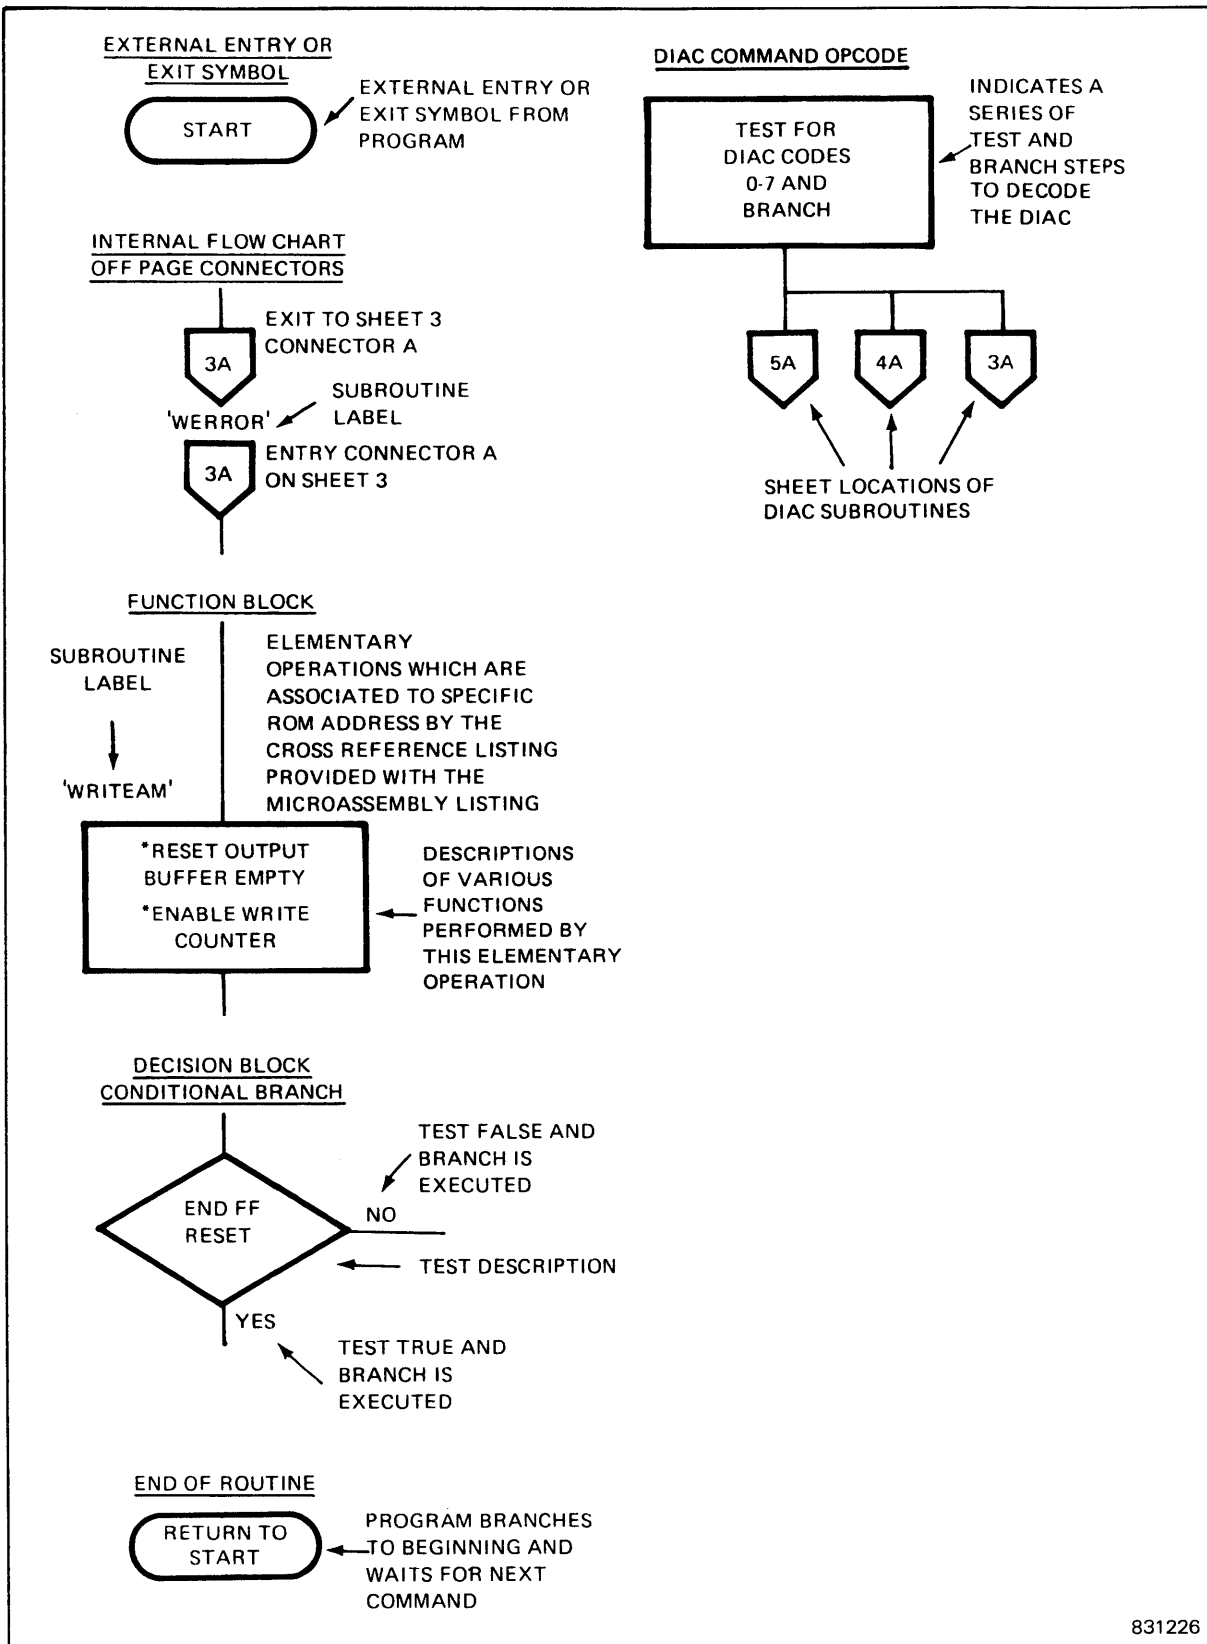 EXTERNAL ENTRY OR
EXIT SYMBOL
START
EXTERNAL ENTRY OR
EXIT SYMBOL FROM
PROGRAM
DIAC COMMAND OPCODE
TEST FOR
DIAC CODES
0-7 AND
BRANCH
INDICATES A
SERIES OF
TEST AND
BRANCH STEPS
TO DECODE
THE DIAC
5A
4A
3A
SHEET LOCATIONS OF
DIAC SUBROUTINES
INTERNAL FLOW CHART
OFF PAGE CONNECTORS
3A
EXIT TO SHEET 3
CONNECTOR A
'WERROR'
SUBROUTINE
LABEL
3A
ENTRY CONNECTOR A
ON SHEET 3
FUNCTION BLOCK
SUBROUTINE
LABEL
'WRITEAM'
ELEMENTARY
OPERATIONS WHICH ARE
ASSOCIATED TO SPECIFIC
ROM ADDRESS BY THE
CROSS REFERENCE LISTING
PROVIDED WITH THE
MICROASSEMBLY LISTING
*RESET OUTPUT
BUFFER EMPTY
*ENABLE WRITE
COUNTER
DESCRIPTIONS
OF VARIOUS
FUNCTIONS
PERFORMED BY
THIS ELEMENTARY
OPERATION
DECISION BLOCK
CONDITIONAL BRANCH
END FF
RESET
NO
TEST FALSE AND
BRANCH IS
EXECUTED
TEST DESCRIPTION
YES
TEST TRUE AND
BRANCH IS
EXECUTED
END OF ROUTINE
RETURN TO
START
PROGRAM BRANCHES
TO BEGINNING AND
WAITS FOR NEXT
COMMAND
831226